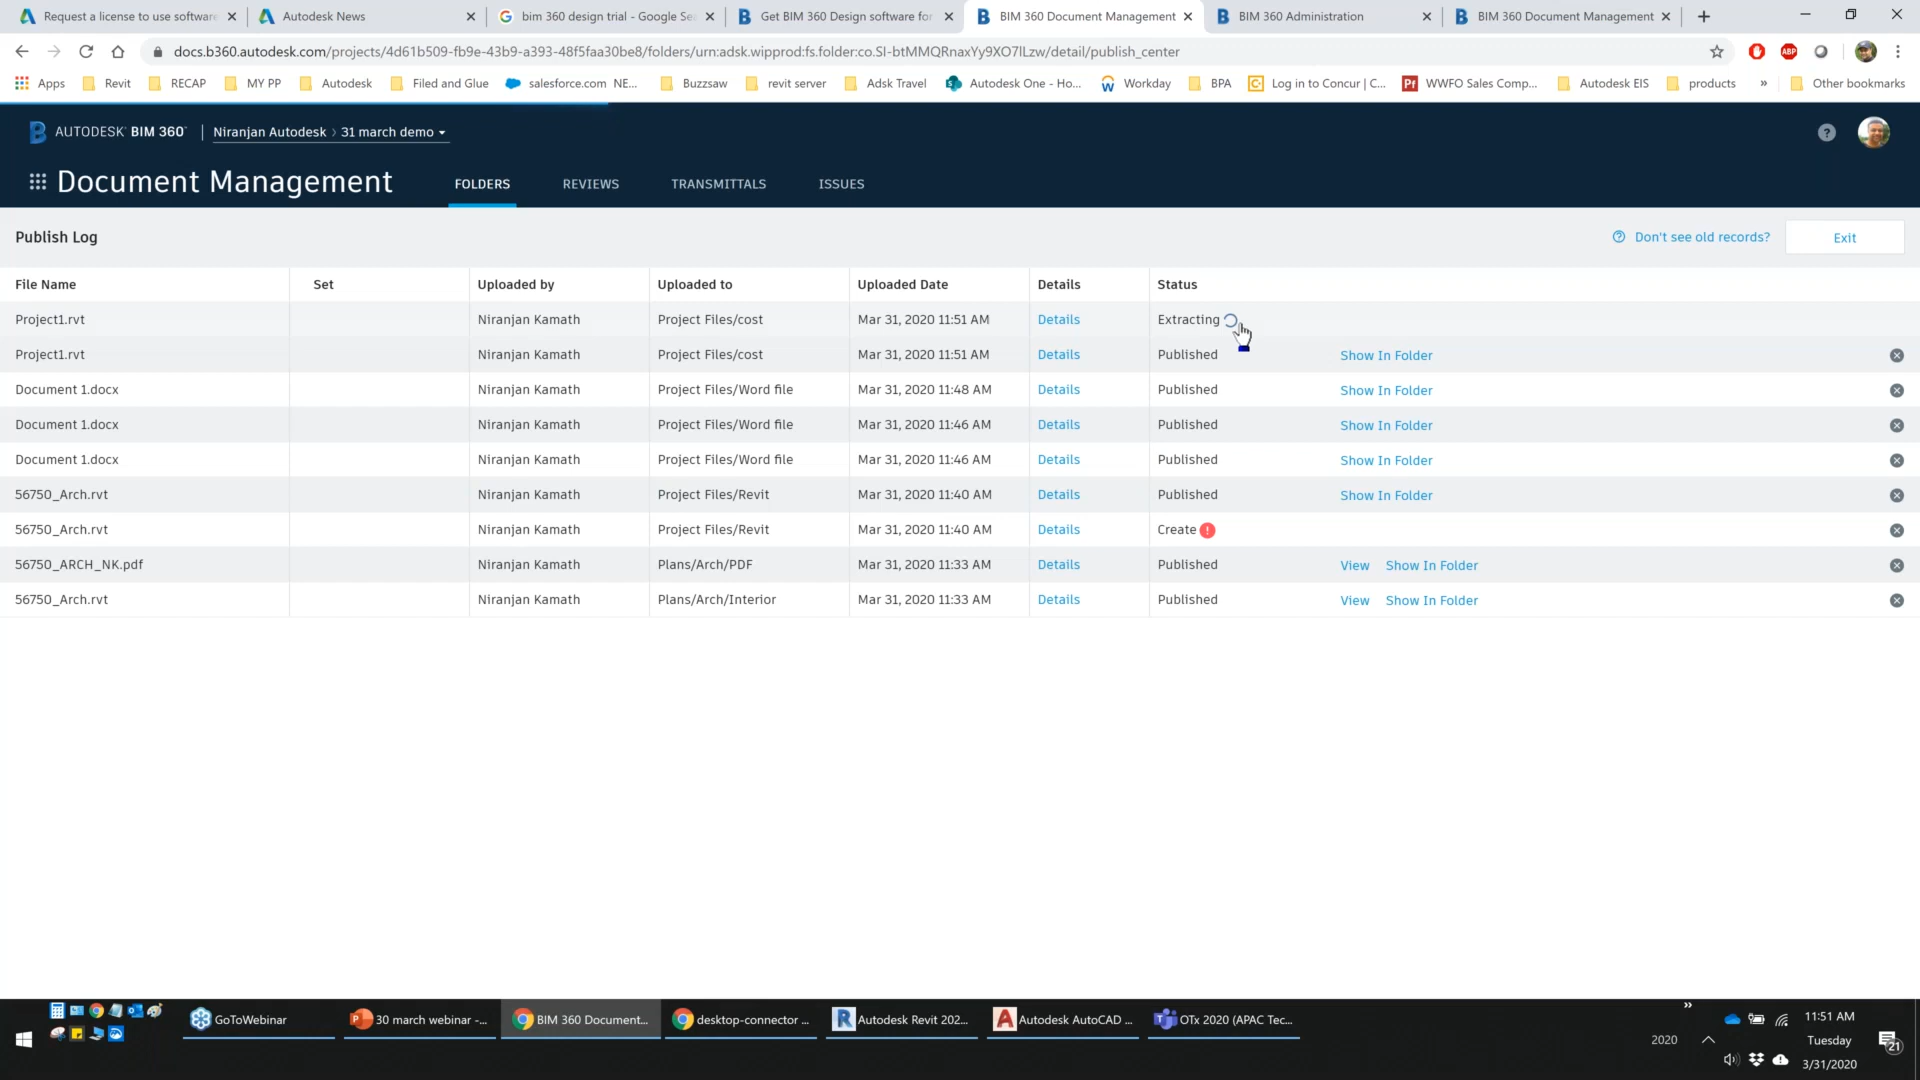 Request a license to use software
Autodesk News
bim 360 design trial - Google Se
Get BIM 360 Design software for
BIM 360 Document Management
BIM 360 Administration
BIM 360 Document Management
docs.b360.autodesk.com/projects/4d61b509-fb9e-43b9-a393-48f5faa30be8/folders/urn:adsk.wipprod:fs.folder:co.SI-btMMQRnaxYy9XO7ILzw/detail/publish_center
ABP
Apps
Revit
RECAP
MY PP
Autodesk
Filed and Glue
salesforce.com NE...
Buzzsaw
revit server
Adsk Travel
Autodesk One - Ho...
Workday
BPA
Log in to Concur | C...
WWFO Sales Comp...
Autodesk EIS
products
»
Other bookmarks
AUTODESK BIM 360 | Niranjan Autodesk › 31 march demo
Document Management
FOLDERS
REVIEWS
TRANSMITTALS
ISSUES
Publish Log
Don't see old records?
Exit
File Name Set Uploaded by Uploaded to Uploaded Date Details Status
Project1.rvt Niranjan Kamath Project Files/cost Mar 31, 2020 11:51 AM Details Extracting
Project1.rvt Niranjan Kamath Project Files/cost Mar 31, 2020 11:51 AM Details Published Show In Folder
Document 1.docx Niranjan Kamath Project Files/Word file Mar 31, 2020 11:48 AM Details Published Show In Folder
Document 1.docx Niranjan Kamath Project Files/Word file Mar 31, 2020 11:46 AM Details Published Show In Folder
Document 1.docx Niranjan Kamath Project Files/Word file Mar 31, 2020 11:46 AM Details Published Show In Folder
56750_Arch.rvt Niranjan Kamath Project Files/Revit Mar 31, 2020 11:40 AM Details Published Show In Folder
56750_Arch.rvt Niranjan Kamath Project Files/Revit Mar 31, 2020 11:40 AM Details Create
56750_ARCH_NK.pdf Niranjan Kamath Plans/Arch/PDF Mar 31, 2020 11:33 AM Details Published View Show In Folder
56750_Arch.rvt Niranjan Kamath Plans/Arch/Interior Mar 31, 2020 11:33 AM Details Published View Show In Folder
GoToWebinar
30 march webinar -...
BIM 360 Document...
desktop-connector ...
Autodesk Revit 202...
Autodesk AutoCAD ...
OTx 2020 (APAC Tec...
»
2020
11:51 AM
Tuesday
3/31/2020
21